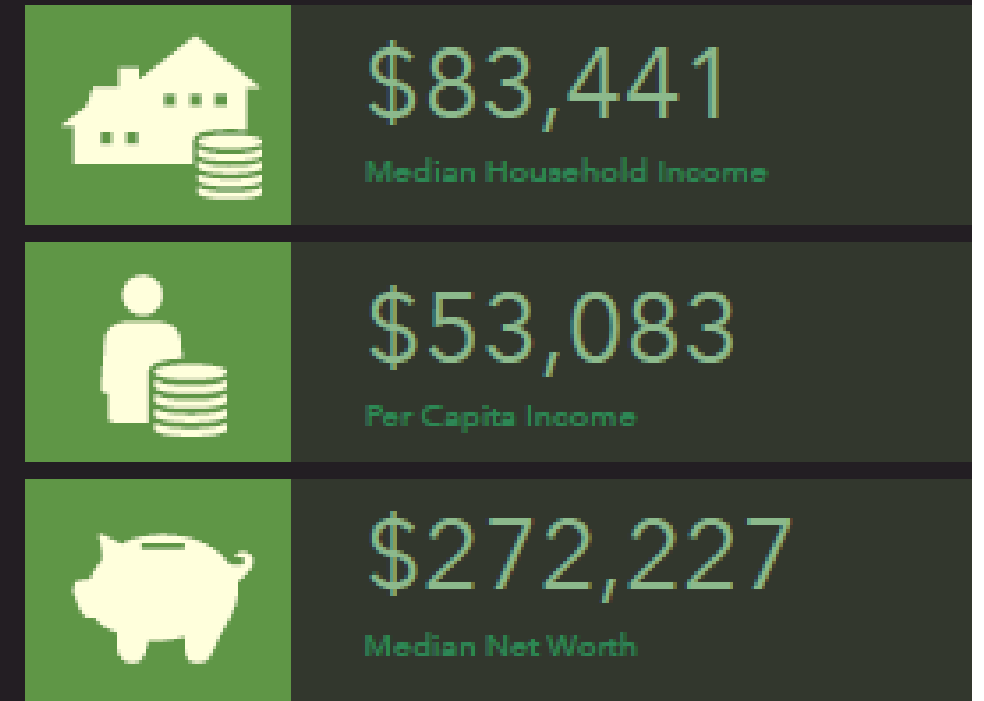 $83,441
Median Household Income
$53,083
Per Capita Income
$272,227
Median Net Worth